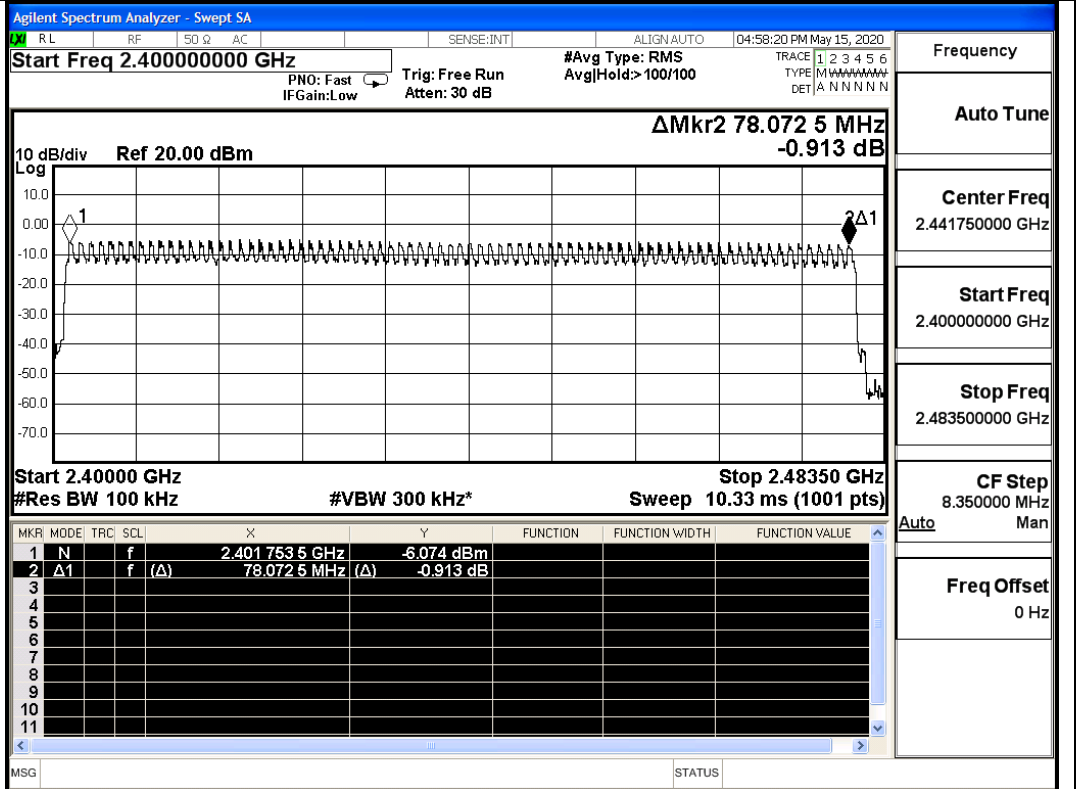 Agilent Spectrum Analyzer - Swept SA
LXI RL RF 50 Ω AC SENSE:INT ALIGN AUTO 04:58:20 PM May 15, 2020
Start Freq 2.400000000 GHz
PNO: Fast
IFGain:Low
Trig: Free Run
Atten: 30 dB
#Avg Type: RMS
Avg|Hold:>100/100
TRACE 1 2 3 4 5 6
TYPE MWWWWW
DET A N N N N N
ΔMkr2 78.072 5 MHz
-0.913 dB
10 dB/div Ref 20.00 dBm
Log
10.0
0.00
-10.0
-20.0
-30.0
-40.0
-50.0
-60.0
-70.0
1
2Δ1
Start 2.40000 GHz Stop 2.48350 GHz
#Res BW 100 kHz #VBW 300 kHz* Sweep 10.33 ms (1001 pts)
MKR MODE TRC SCL X Y FUNCTION FUNCTION WIDTH FUNCTION VALUE
1 N f 2.401 753 5 GHz -6.074 dBm
2 Δ1 f (Δ) 78.072 5 MHz (Δ) -0.913 dB
3
4
5
6
7
8
9
10
11
MSG STATUS
Frequency
Auto Tune
Center Freq
2.441750000 GHz
Start Freq
2.400000000 GHz
Stop Freq
2.483500000 GHz
CF Step
8.350000 MHz
Auto Man
Freq Offset
0 Hz